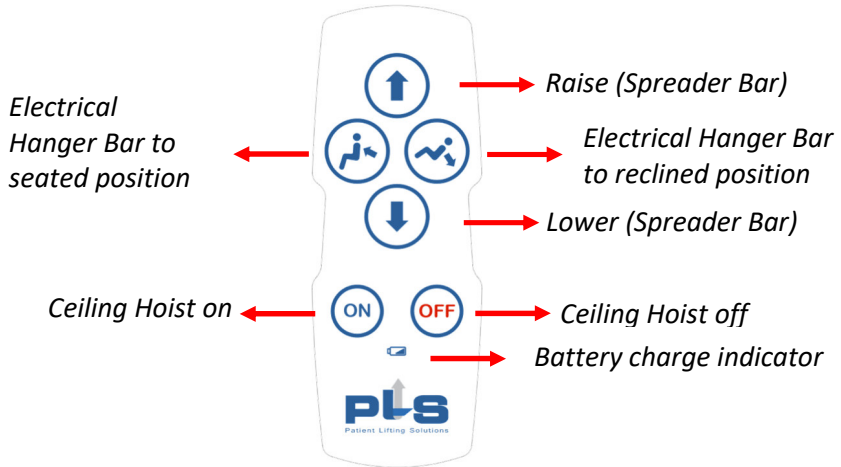 Raise (Spreader Bar)
Electrical
Hanger Bar to
seated position
Electrical Hanger Bar
to reclined position
Lower (Spreader Bar)
Ceiling Hoist on
ON
OFF
Ceiling Hoist off
Battery charge indicator
PLS
Patient Lifting Solutions